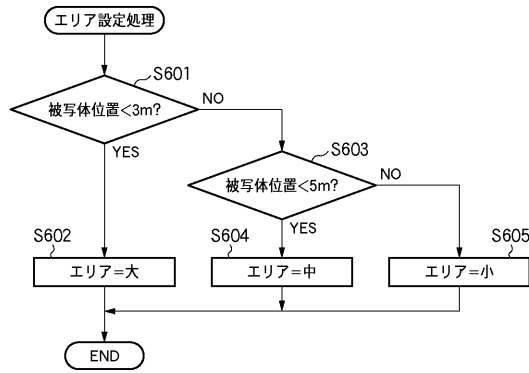 エリア設定処理
S601
被写体位置<3m?
NO
YES
S603
被写体位置<5m?
NO
YES
S602
エリア=大
S604
エリア=中
S605
エリア=小
END